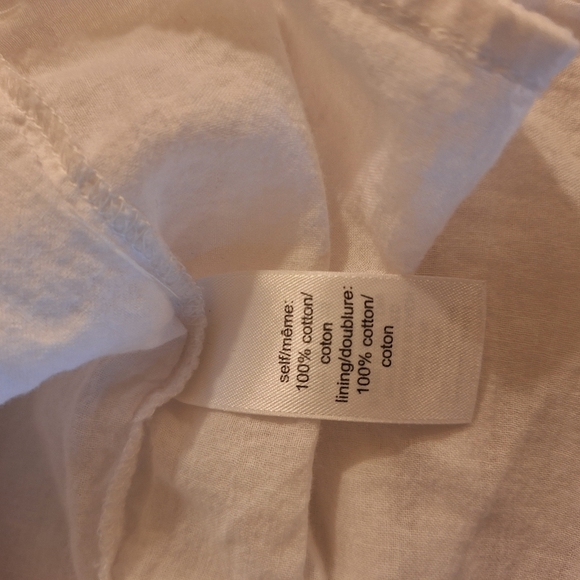 self/même:
100% cotton/
coton
lining/doublure:
100% cotton/
coton